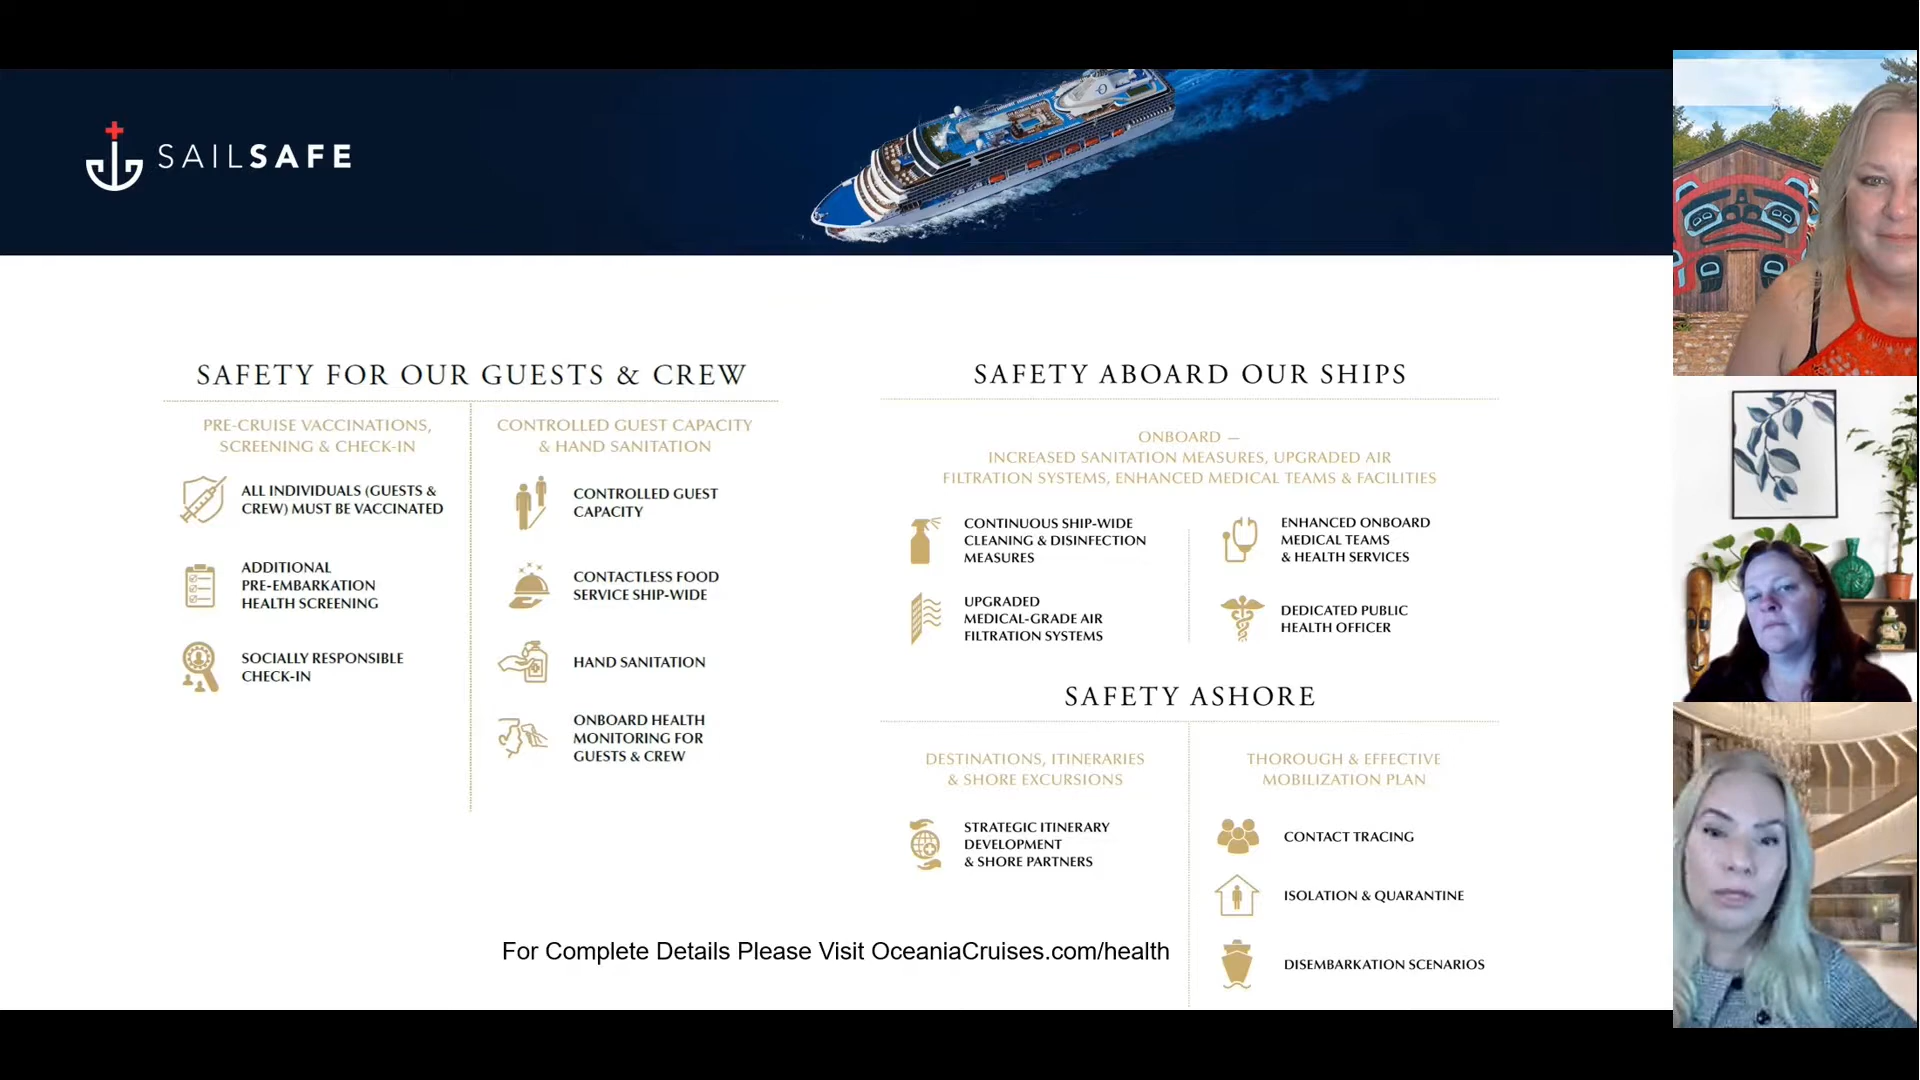 SAILSAFE
SAFETY FOR OUR GUESTS & CREW
PRE-CRUISE VACCINATIONS,
SCREENING & CHECK-IN
ALL INDIVIDUALS (GUESTS &
CREW) MUST BE VACCINATED
ADDITIONAL
PRE-EMBARKATION
HEALTH SCREENING
SOCIALLY RESPONSIBLE
CHECK-IN
CONTROLLED GUEST CAPACITY
& HAND SANITATION
CONTROLLED GUEST
CAPACITY
CONTACTLESS FOOD
SERVICE SHIP-WIDE
HAND SANITATION
ONBOARD HEALTH
MONITORING FOR
GUESTS & CREW
SAFETY ABOARD OUR SHIPS
ONBOARD —
INCREASED SANITATION MEASURES, UPGRADED AIR
FILTRATION SYSTEMS, ENHANCED MEDICAL TEAMS & FACILITIES
CONTINUOUS SHIP-WIDE
CLEANING & DISINFECTION
MEASURES
UPGRADED
MEDICAL-GRADE AIR
FILTRATION SYSTEMS
ENHANCED ONBOARD
MEDICAL TEAMS
& HEALTH SERVICES
DEDICATED PUBLIC
HEALTH OFFICER
SAFETY ASHORE
DESTINATIONS, ITINERARIES
& SHORE EXCURSIONS
STRATEGIC ITINERARY
DEVELOPMENT
& SHORE PARTNERS
THOROUGH & EFFECTIVE
MOBILIZATION PLAN
CONTACT TRACING
ISOLATION & QUARANTINE
DISEMBARKATION SCENARIOS
For Complete Details Please Visit OceaniaCruises.com/health